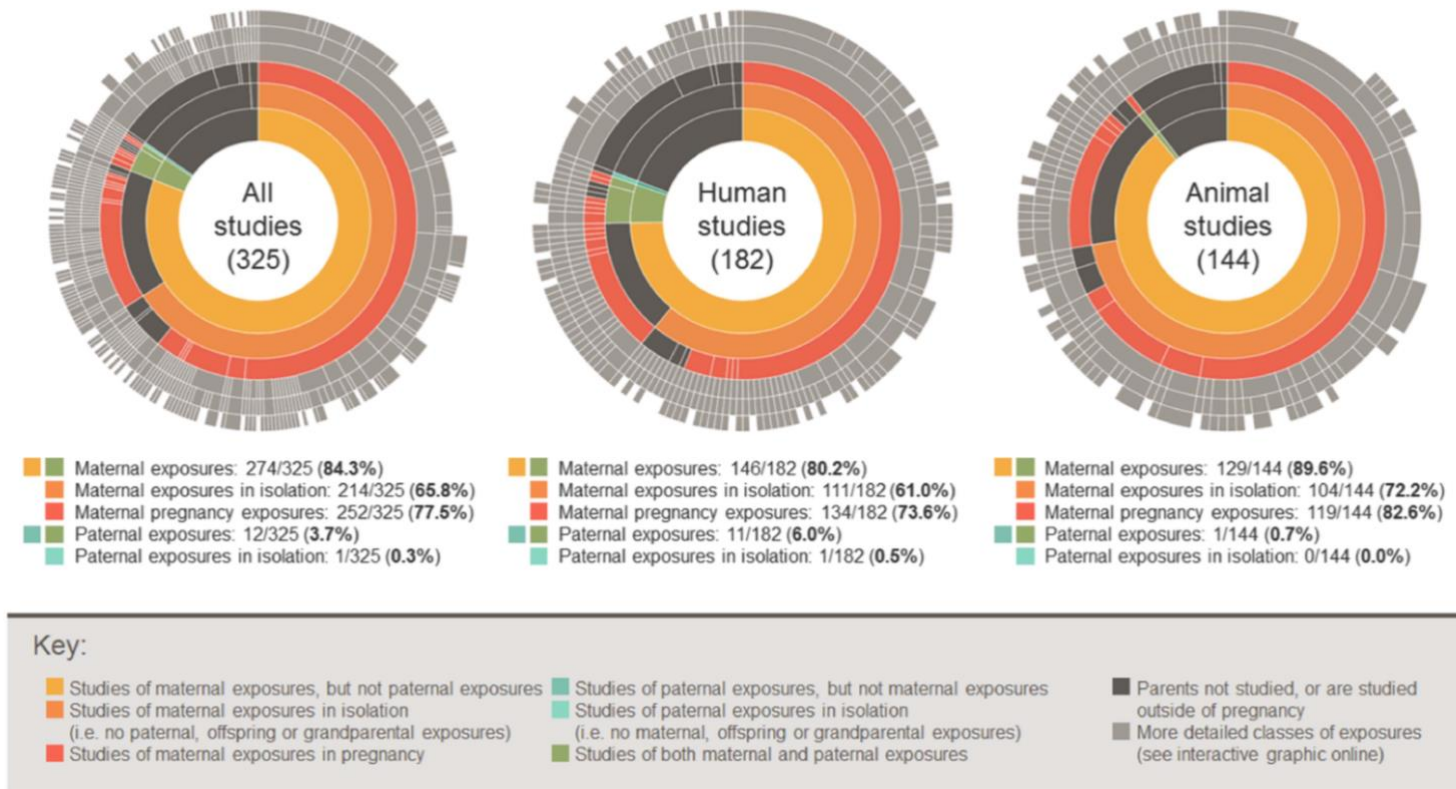 All
studies
(325)
Human
studies
(182)
Animal
studies
(144)
Maternal exposures: 274/325 (84.3%)
Maternal exposures in isolation: 214/325 (65.8%)
Maternal pregnancy exposures: 252/325 (77.5%)
Paternal exposures: 12/325 (3.7%)
Paternal exposures in isolation: 1/325 (0.3%)
Maternal exposures: 146/182 (80.2%)
Maternal exposures in isolation: 111/182 (61.0%)
Maternal pregnancy exposures: 134/182 (73.6%)
Paternal exposures: 11/182 (6.0%)
Paternal exposures in isolation: 1/182 (0.5%)
Maternal exposures: 129/144 (89.6%)
Maternal exposures in isolation: 104/144 (72.2%)
Maternal pregnancy exposures: 119/144 (82.6%)
Paternal exposures: 1/144 (0.7%)
Paternal exposures in isolation: 0/144 (0.0%)
Key:
Studies of maternal exposures, but not paternal exposures
Studies of maternal exposures in isolation
(i.e. no paternal, offspring or grandparental exposures)
Studies of maternal exposures in pregnancy
Studies of paternal exposures, but not maternal exposures
Studies of paternal exposures in isolation
(i.e. no maternal, offspring or grandparental exposures)
Studies of both maternal and paternal exposures
Parents not studied, or are studied
outside of pregnancy
More detailed classes of exposures
(see interactive graphic online)